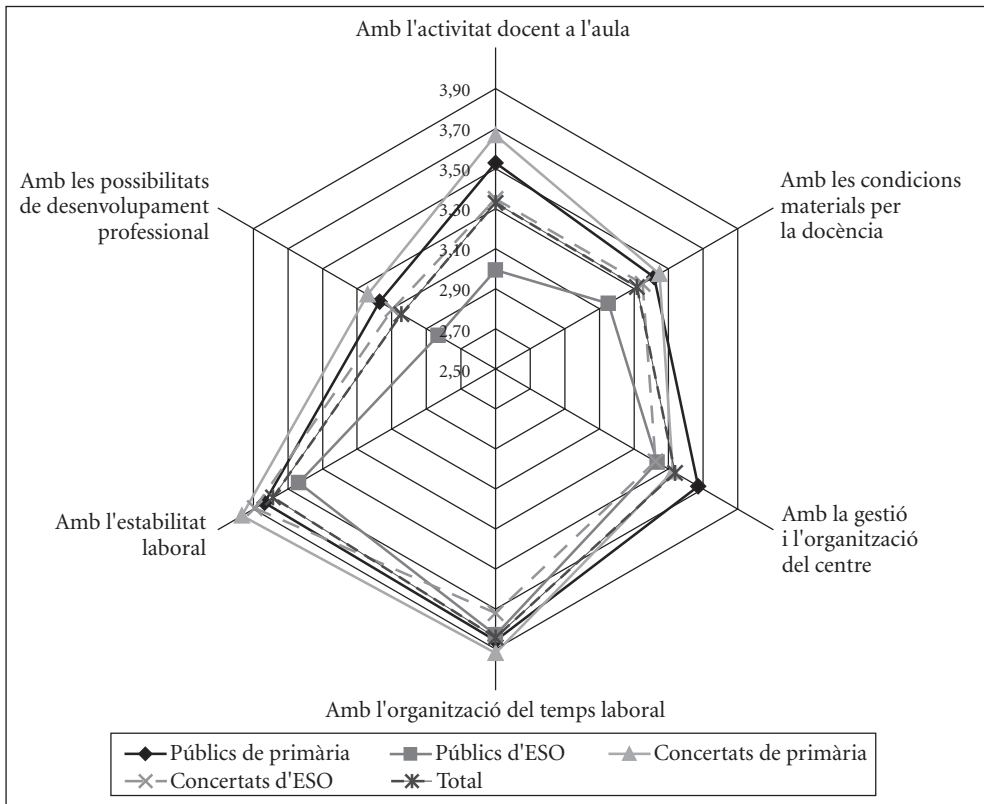 Amb l'activitat docent a l'aula
3,90
3,70
3,50
3,30
3,10
2,90
2,70
2,50
Amb les possibilitats
de desenvolupament
professional
Amb les condicions
materials per
la docència
Amb l'estabilitat
laboral
Amb la gestió
i l'organització
del centre
Amb l'organització del temps laboral
Públics de primària
Públics d'ESO
Concertats de primària
Concertats d'ESO
Total